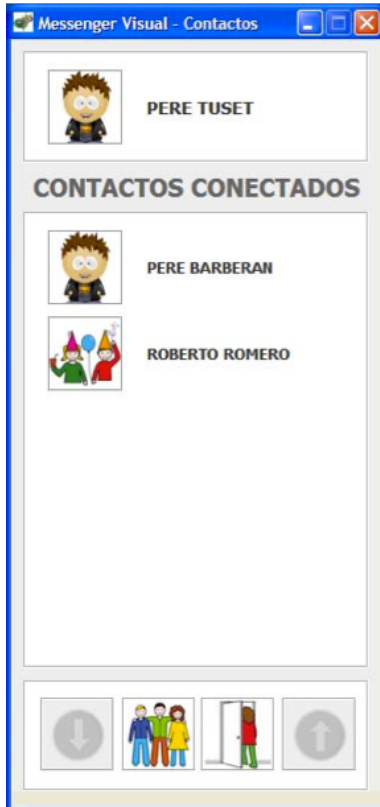 Messenger Visual - Contactos
PERE TUSET
CONTACTOS CONECTADOS
PERE BARBERAN
ROBERTO ROMERO